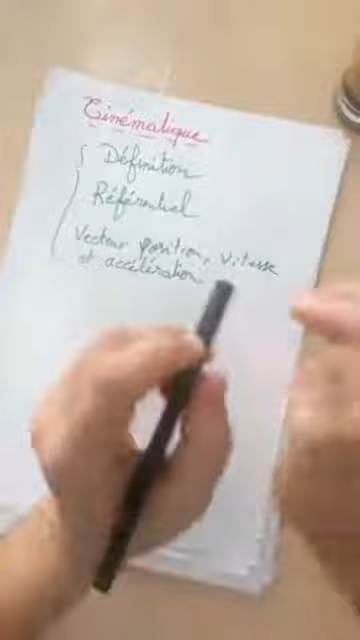 Cinématique
Définition
Référentiel
Vecteur position, vitesse
et accélération